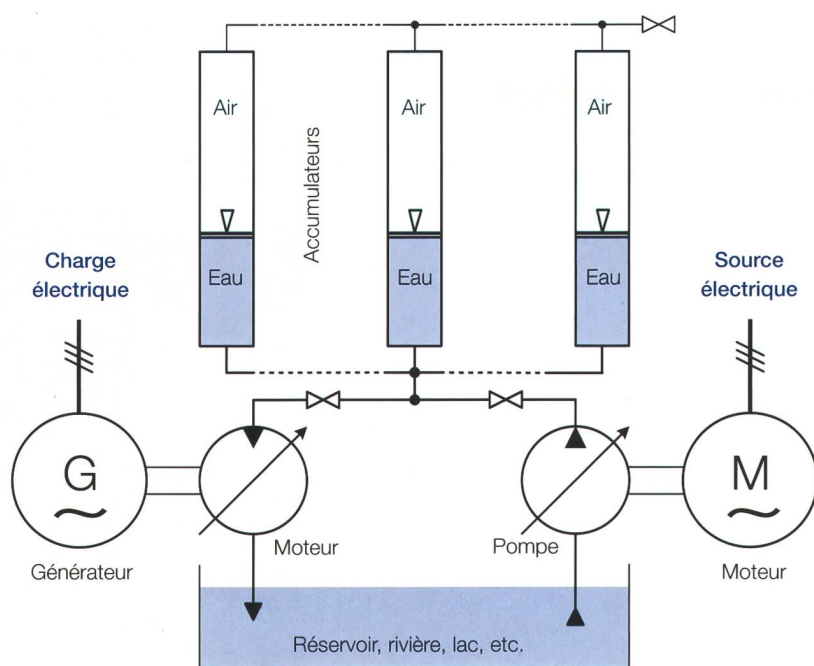 Air
Air
Air
Accumulateurs
Eau
Eau
Eau
Charge
électrique
Source
électrique
G
M
Générateur
Moteur
Pompe
Moteur
Réservoir, rivière, lac, etc.